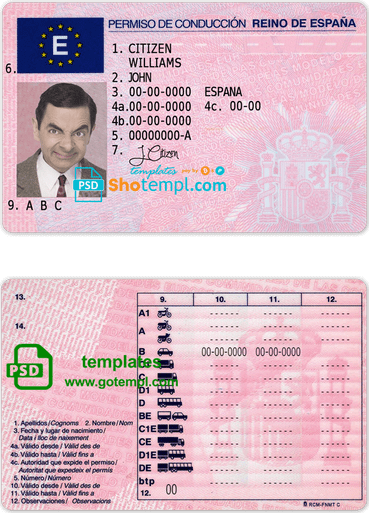 PERMISO DE CONDUCCIÓN REINO DE ESPAÑA
E
1. CITIZEN
WILLIAMS
2. JOHN
3. 00-00-0000 ESPANA
4a.00-00-0000 4c. 00-00
4b.00-00-0000
5. 00000000-A
6.
7. J Citizen
templates
PSD Shotempl.com
9. A B C
13.
14.
9. 10. 11. 12.
A1
A
B 00-00-0000 00-00-0000
C
D1
D
BE
C1E
CE
D1E
DE
btp
12. 00
PSD templates
www.gotempl.com
1. Apellidos/Cognoms 2. Nombre/Nom
3. Fecha y lugar de nacimiento/
Data i lloc de naixement
4a. Válido desde/Vàlid des de
4b. Válido hasta/Vàlid fins a
4c. Autoridad que expide el permiso/
Autoritat que expedeix el permís
5. Número/Número
10. Válido desde/Vàlid des de
11. Válido hasta/Vàlid fins a
12. Observaciones/Observacions
RCM-FNMT C